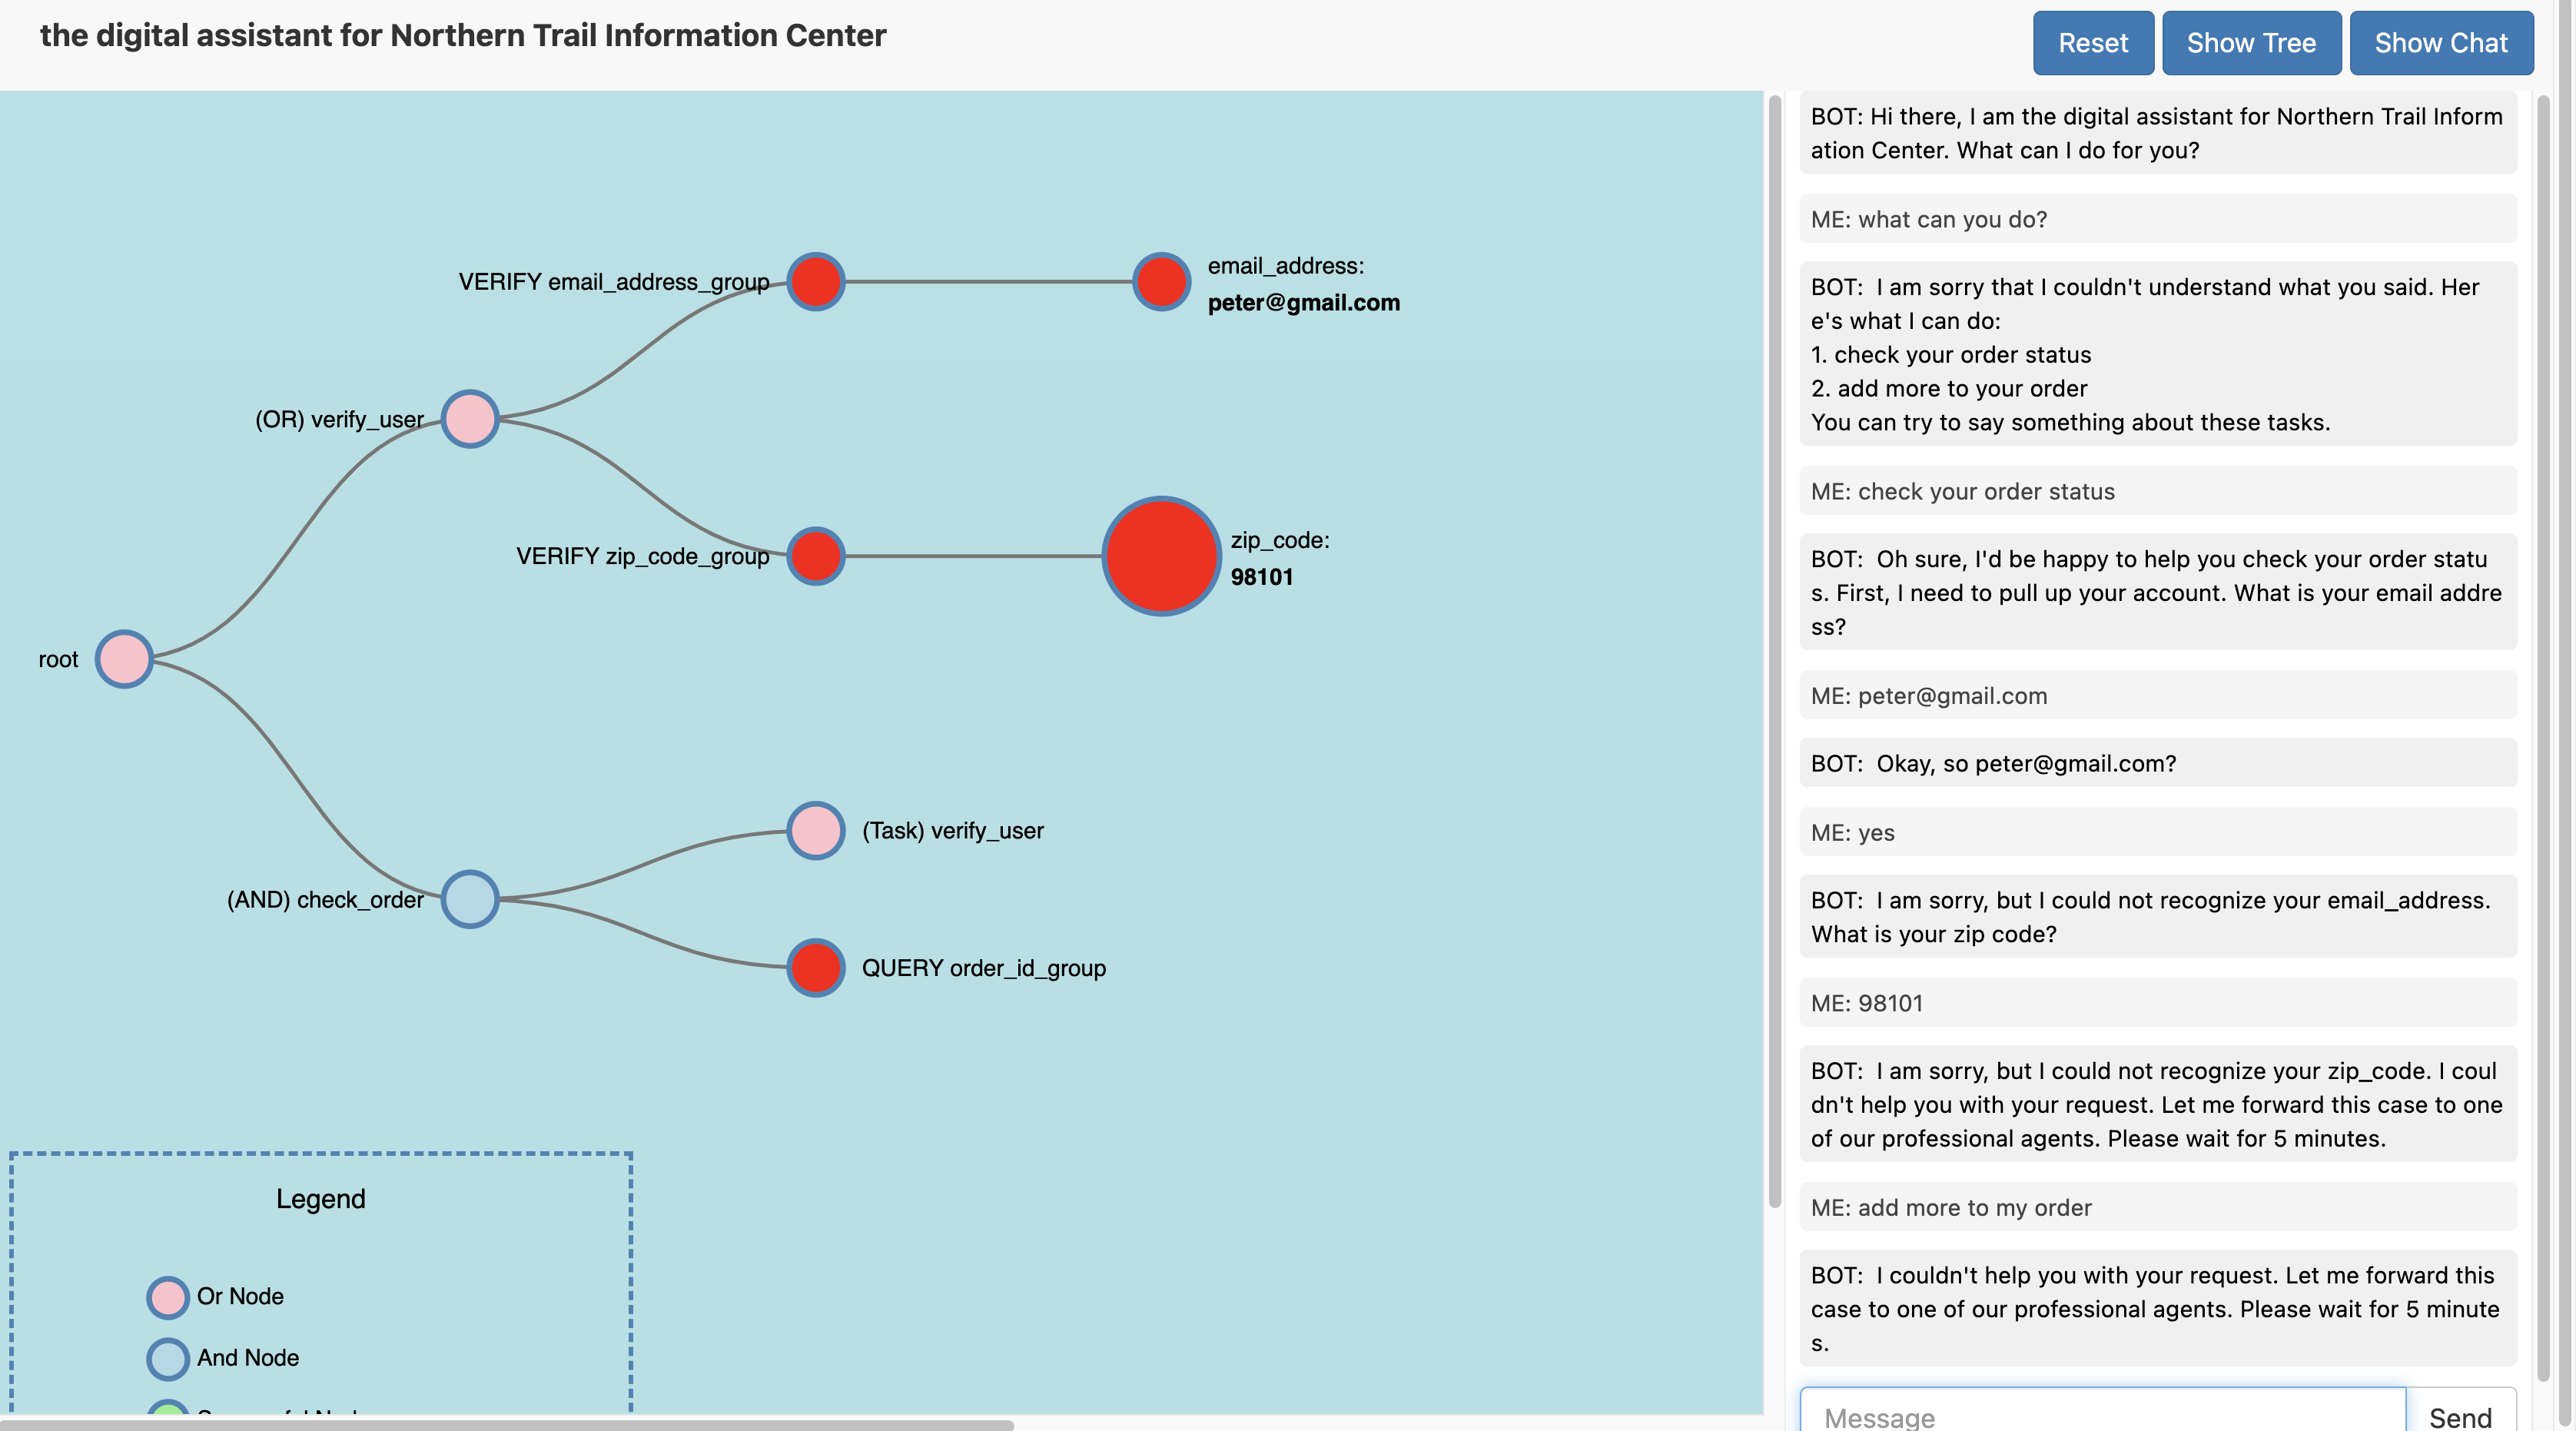 the digital assistant for Northern Trail Information Center
Reset
Show Tree
Show Chat
VERIFY email_address_group
email_address:
peter@gmail.com
(OR) verify_user
VERIFY zip_code_group
zip_code:
98101
root
(Task) verify_user
(AND) check_order
QUERY order_id_group
Legend
Or Node
And Node
BOT: Hi there, I am the digital assistant for Northern Trail Inform
ation Center. What can I do for you?
ME: what can you do?
BOT:  I am sorry that I couldn't understand what you said. Her
e's what I can do:
1. check your order status
2. add more to your order
You can try to say something about these tasks.
ME: check your order status
BOT:  Oh sure, I'd be happy to help you check your order statu
s. First, I need to pull up your account. What is your email addre
ss?
ME: peter@gmail.com
BOT:  Okay, so peter@gmail.com?
ME: yes
BOT:  I am sorry, but I could not recognize your email_address.
What is your zip code?
ME: 98101
BOT:  I am sorry, but I could not recognize your zip_code. I coul
dn't help you with your request. Let me forward this case to one
of our professional agents. Please wait for 5 minutes.
ME: add more to my order
BOT:  I couldn't help you with your request. Let me forward this
case to one of our professional agents. Please wait for 5 minute
s.
Message
Send